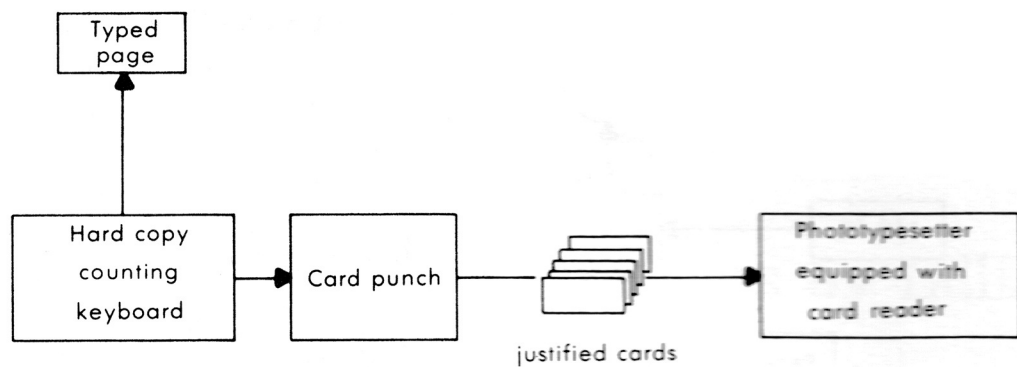 Typed
page
Hard copy
counting
keyboard
Card punch
justified cards
Phototypesetter
equipped with
card reader